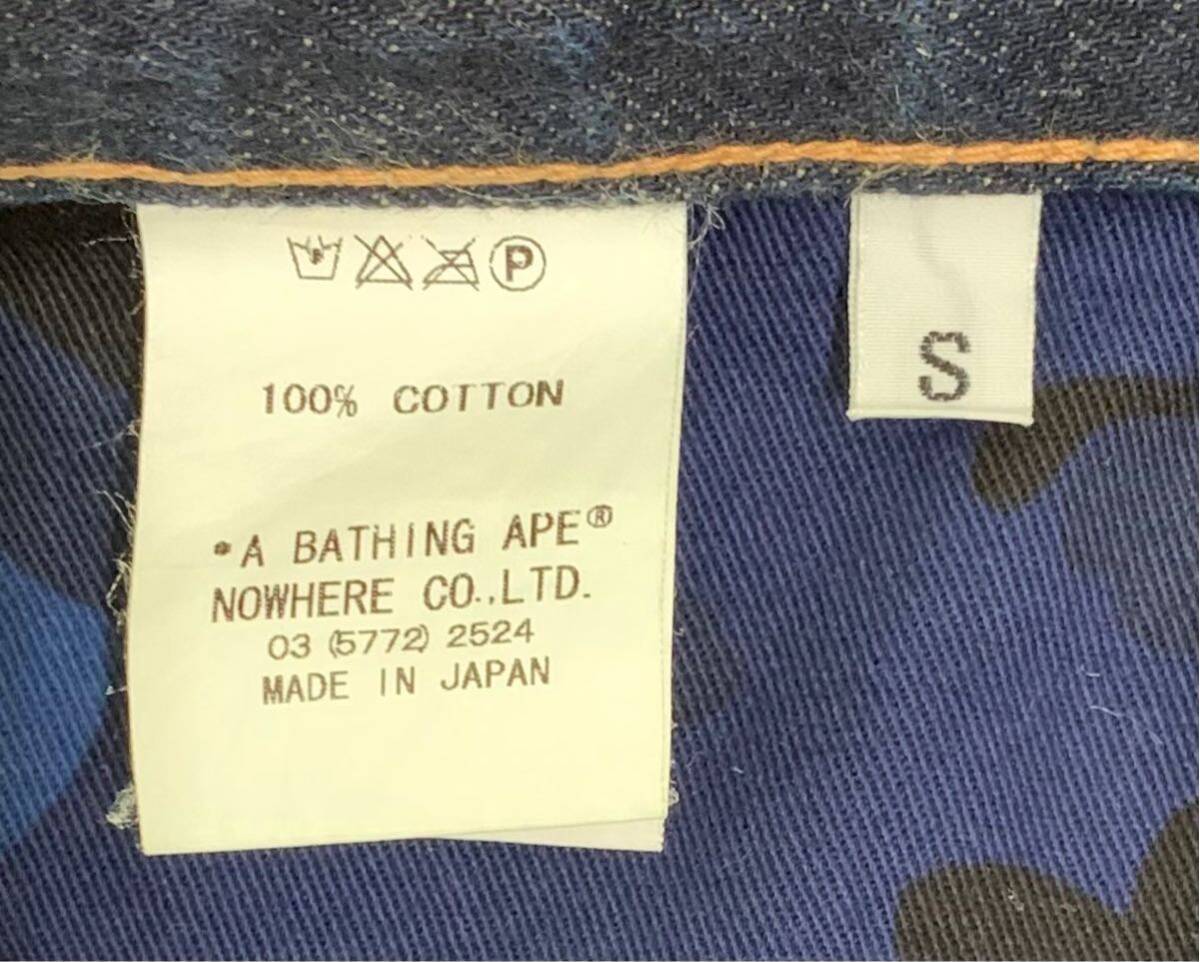 P
100% COTTON
•A BATHING APE®
NOWHERE CO.,LTD.
03 (5772) 2524
MADE IN JAPAN
S